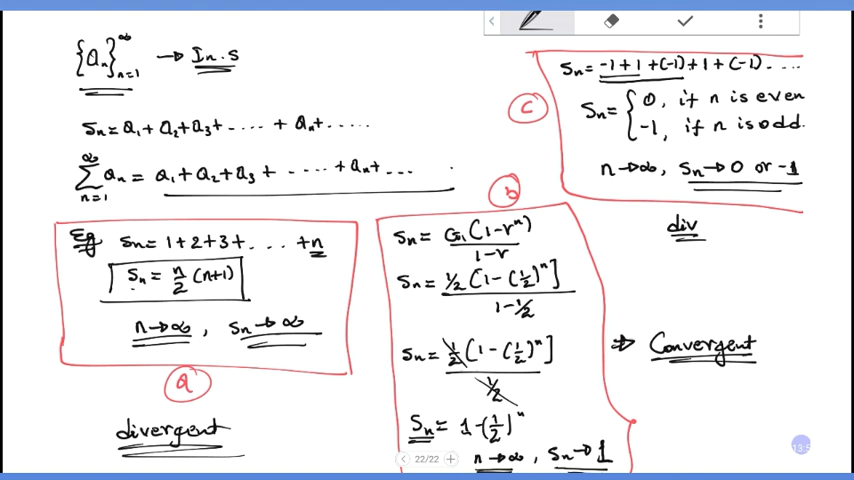 {an}∞n=1 → In.S
Sn = a1 + a2 + a3 + ..... + an + .....
∞∑n=1 an = a1 + a2 + a3 + ..... + an + ...
Eg Sn = 1 + 2 + 3 + ..... + n
Sn = n/2 (n+1)
n→∞, Sn→∞
a
divergent
b
Sn = a1(1-r^n) / 1-r
Sn = 1/2 [1-(1/2)^n] / 1-1/2
Sn = 1/2 [1-(1/2)^n] / 1/2
Sn = 1-(1/2)^n
n→∞, Sn→1
⇒ Convergent
c
Sn = -1+1+(-1)+1+(-1).....
Sn = { 0, if n is even
-1, if n is odd.
n→∞, Sn→0 or -1
div
22/22